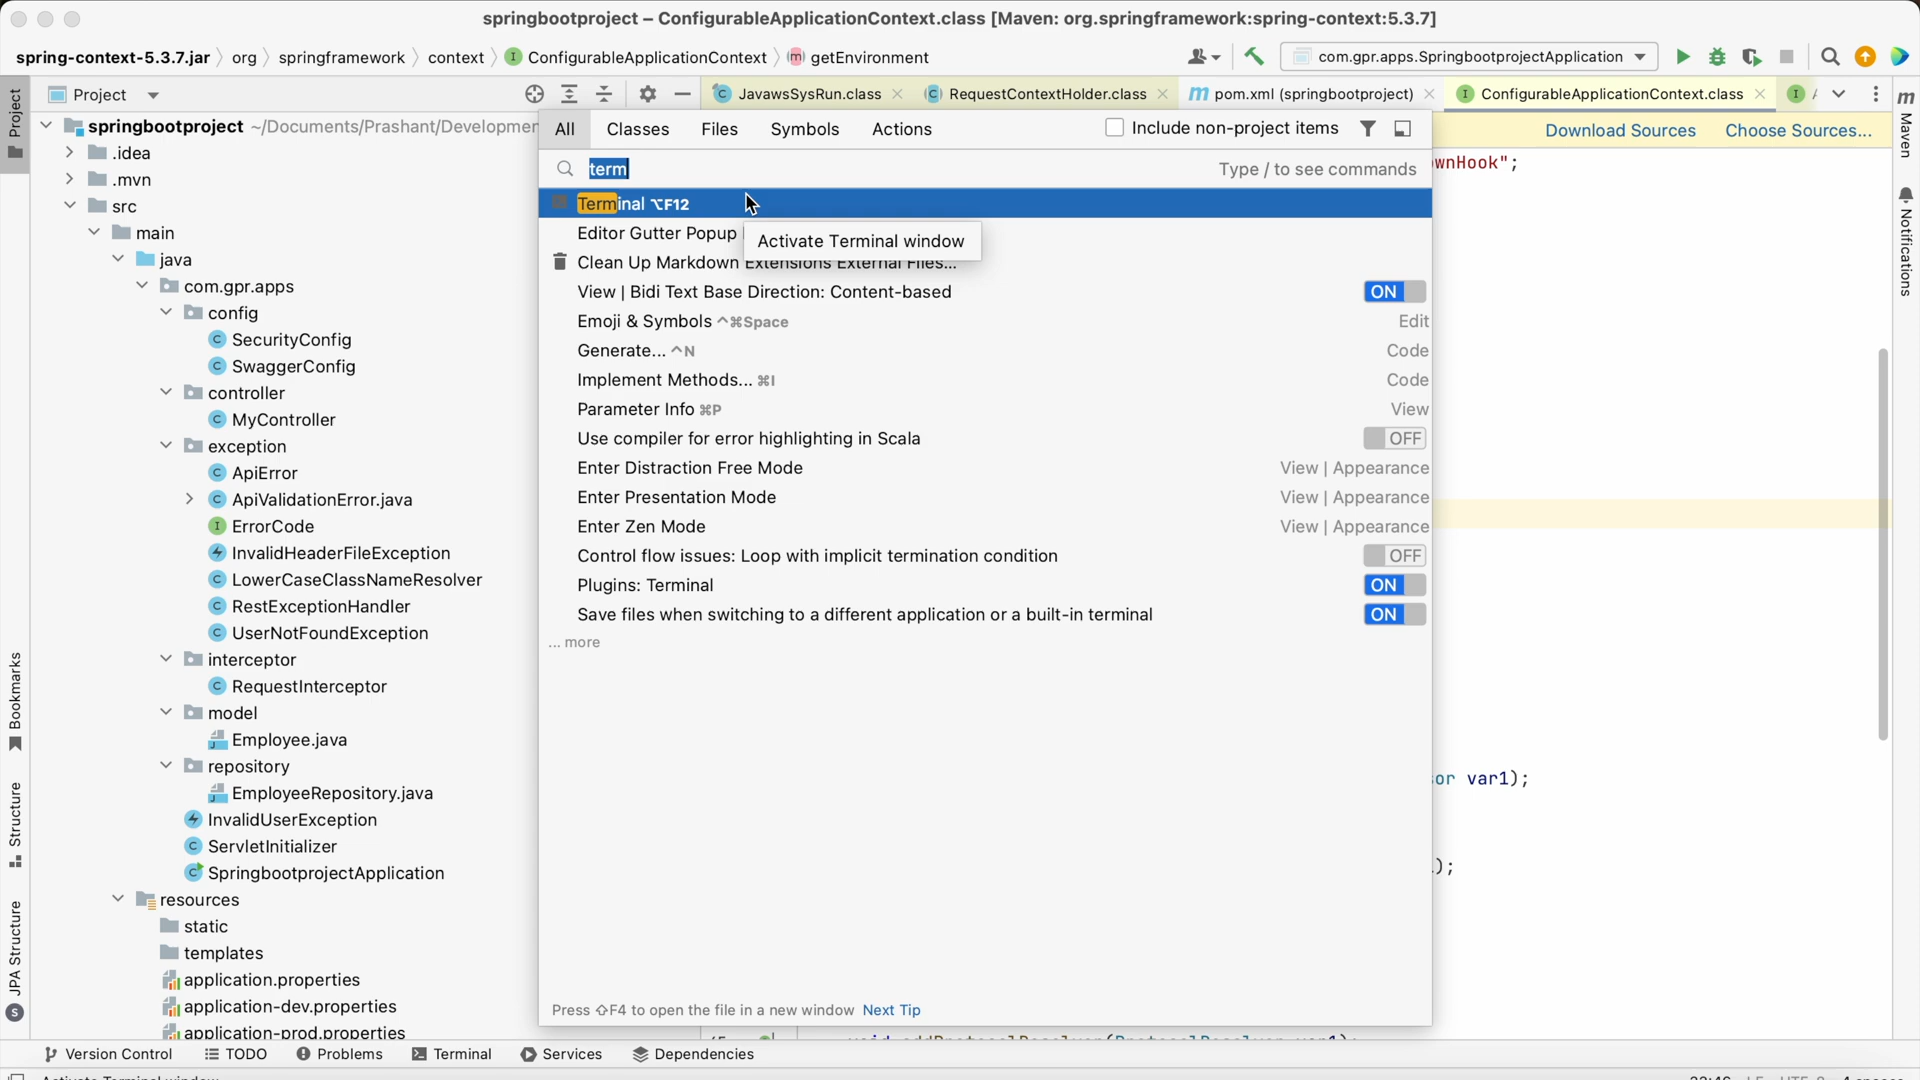 springbootproject – ConfigurableApplicationContext.class [Maven: org.springframework:spring-context:5.3.7]
spring-context-5.3.7.jar org springframework context ConfigurableApplicationContext getEnvironment
com.gpr.apps.SpringbootprojectApplication
Project
JavawsSysRun.class
RequestContextHolder.class
pom.xml (springbootproject)
ConfigurableApplicationContext.class
Project
Bookmarks
Structure
JPA Structure
Maven
Notifications
springbootproject ~/Documents/Prashant/Developmen
.idea
.mvn
src
main
java
com.gpr.apps
config
SecurityConfig
SwaggerConfig
controller
MyController
exception
ApiError
ApiValidationError.java
ErrorCode
InvalidHeaderFileException
LowerCaseClassNameResolver
RestExceptionHandler
UserNotFoundException
interceptor
RequestInterceptor
model
Employee.java
repository
EmployeeRepository.java
InvalidUserException
ServletInitializer
SpringbootprojectApplication
resources
static
templates
application.properties
application-dev.properties
application-prod.properties
All Classes Files Symbols Actions Include non-project items
term Type / to see commands
Terminal ⌥F12
Activate Terminal window
Editor Gutter Popup
Clean Up Markdown Extensions External Files...
View | Bidi Text Base Direction: Content-based ON
Emoji & Symbols ^⌘Space Edit
Generate... ^N Code
Implement Methods... ⌘I Code
Parameter Info ⌘P View
Use compiler for error highlighting in Scala OFF
Enter Distraction Free Mode View | Appearance
Enter Presentation Mode View | Appearance
Enter Zen Mode View | Appearance
Control flow issues: Loop with implicit termination condition OFF
Plugins: Terminal ON
Save files when switching to a different application or a built-in terminal ON
... more
Press ⇧F4 to open the file in a new window Next Tip
Download Sources Choose Sources...
ownHook";
sor var1);
);
Version Control TODO Problems Terminal Services Dependencies